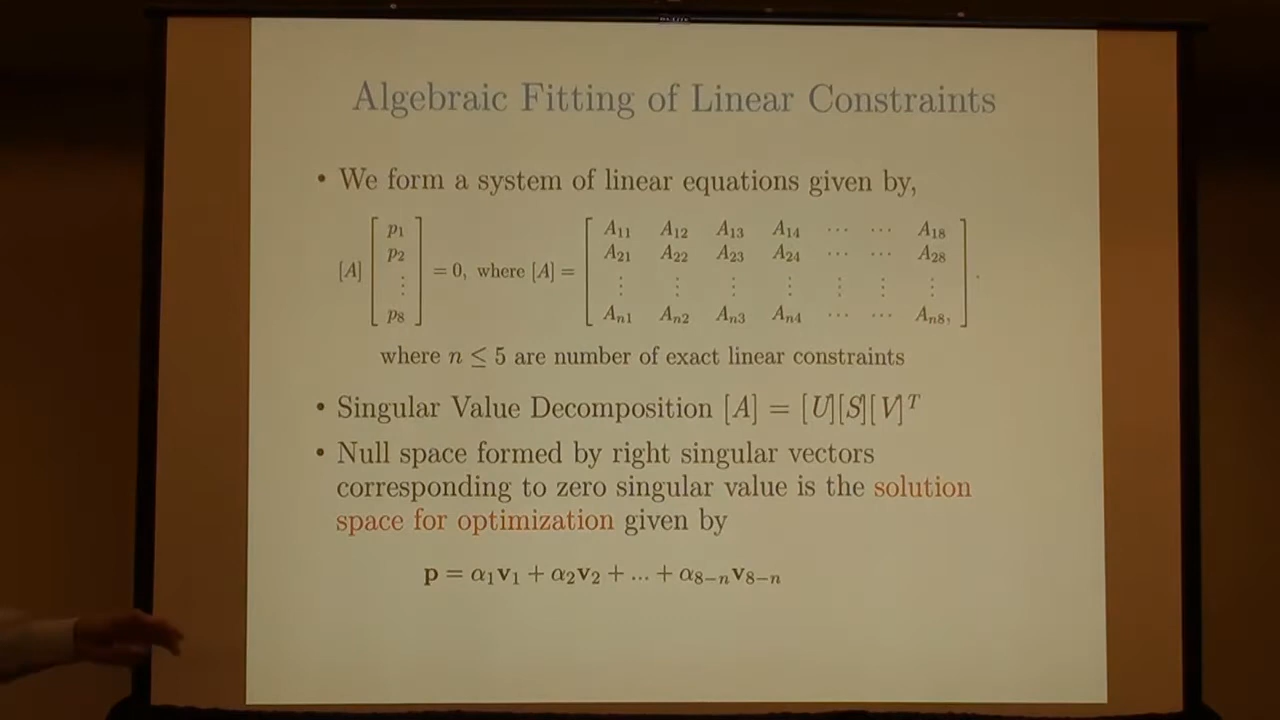 Algebraic Fitting of Linear Constraints
• We form a system of linear equations given by,
[A] [p1 p2 ⋮ p8] = 0, where [A] = [A11 A12 A13 A14 ⋯ ⋯ A18
A21 A22 A23 A24 ⋯ ⋯ A28
⋮ ⋮ ⋮ ⋮ ⋮ ⋮ ⋮
An1 An2 An3 An4 ⋯ ⋯ An8,] .
where n ≤ 5 are number of exact linear constraints
• Singular Value Decomposition [A] = [U][S][V]^T
• Null space formed by right singular vectors
corresponding to zero singular value is the solution
space for optimization given by
p = α1v1 + α2v2 + ... + α8−nv8−n